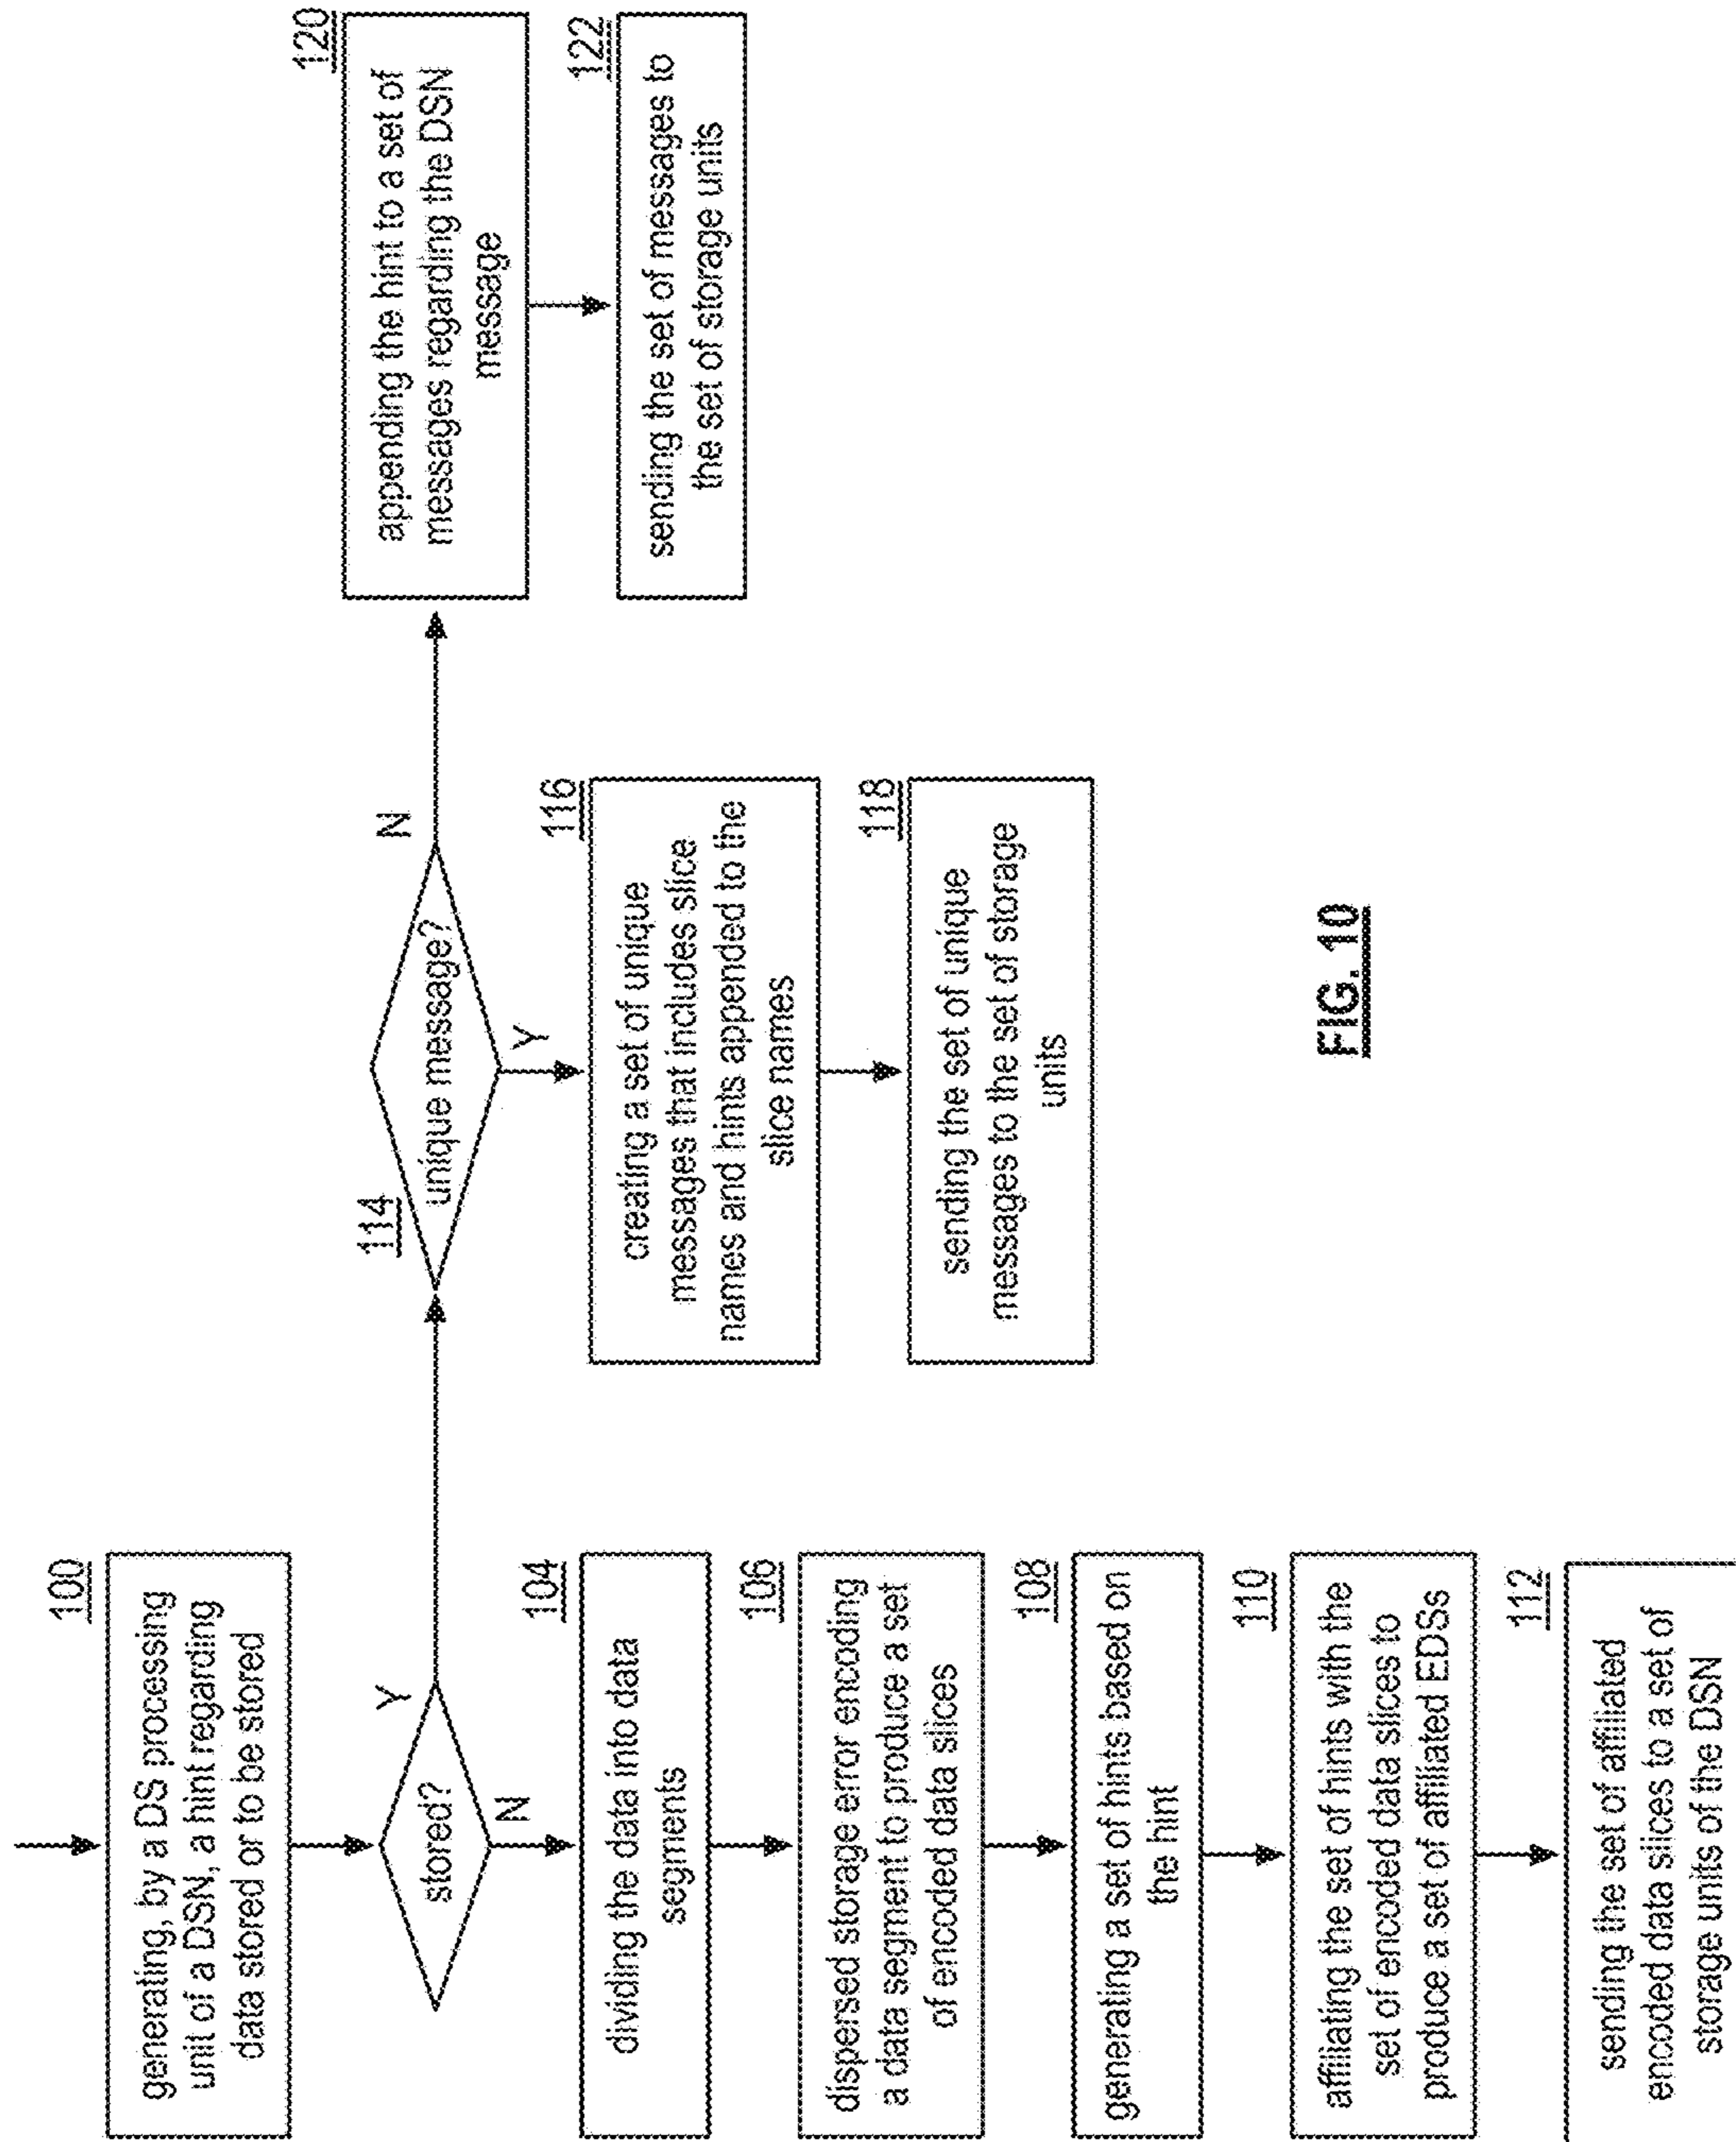 100
generating, by a DS processing
unit of a DSN, a hint regarding
data stored or to be stored
stored?
Y
N
104
dividing the data into data
segments
106
dispersed storage error encoding
a data segment to produce a set
of encoded data slices
108
generating a set of hints based on
the hint
110
affiliating the set of hints with the
set of encoded data slices to
produce a set of affiliated EDSs
112
sending the set of affiliated
encoded data slices to a set of
storage units of the DSN
114
unique message?
N
Y
116
creating a set of unique
messages that includes slice
names and hints appended to the
slice names
118
sending the set of unique
messages to the set of storage
units
120
appending the hint to a set of
messages regarding the DSN
message
122
sending the set of messages to
the set of storage units
FIG. 10